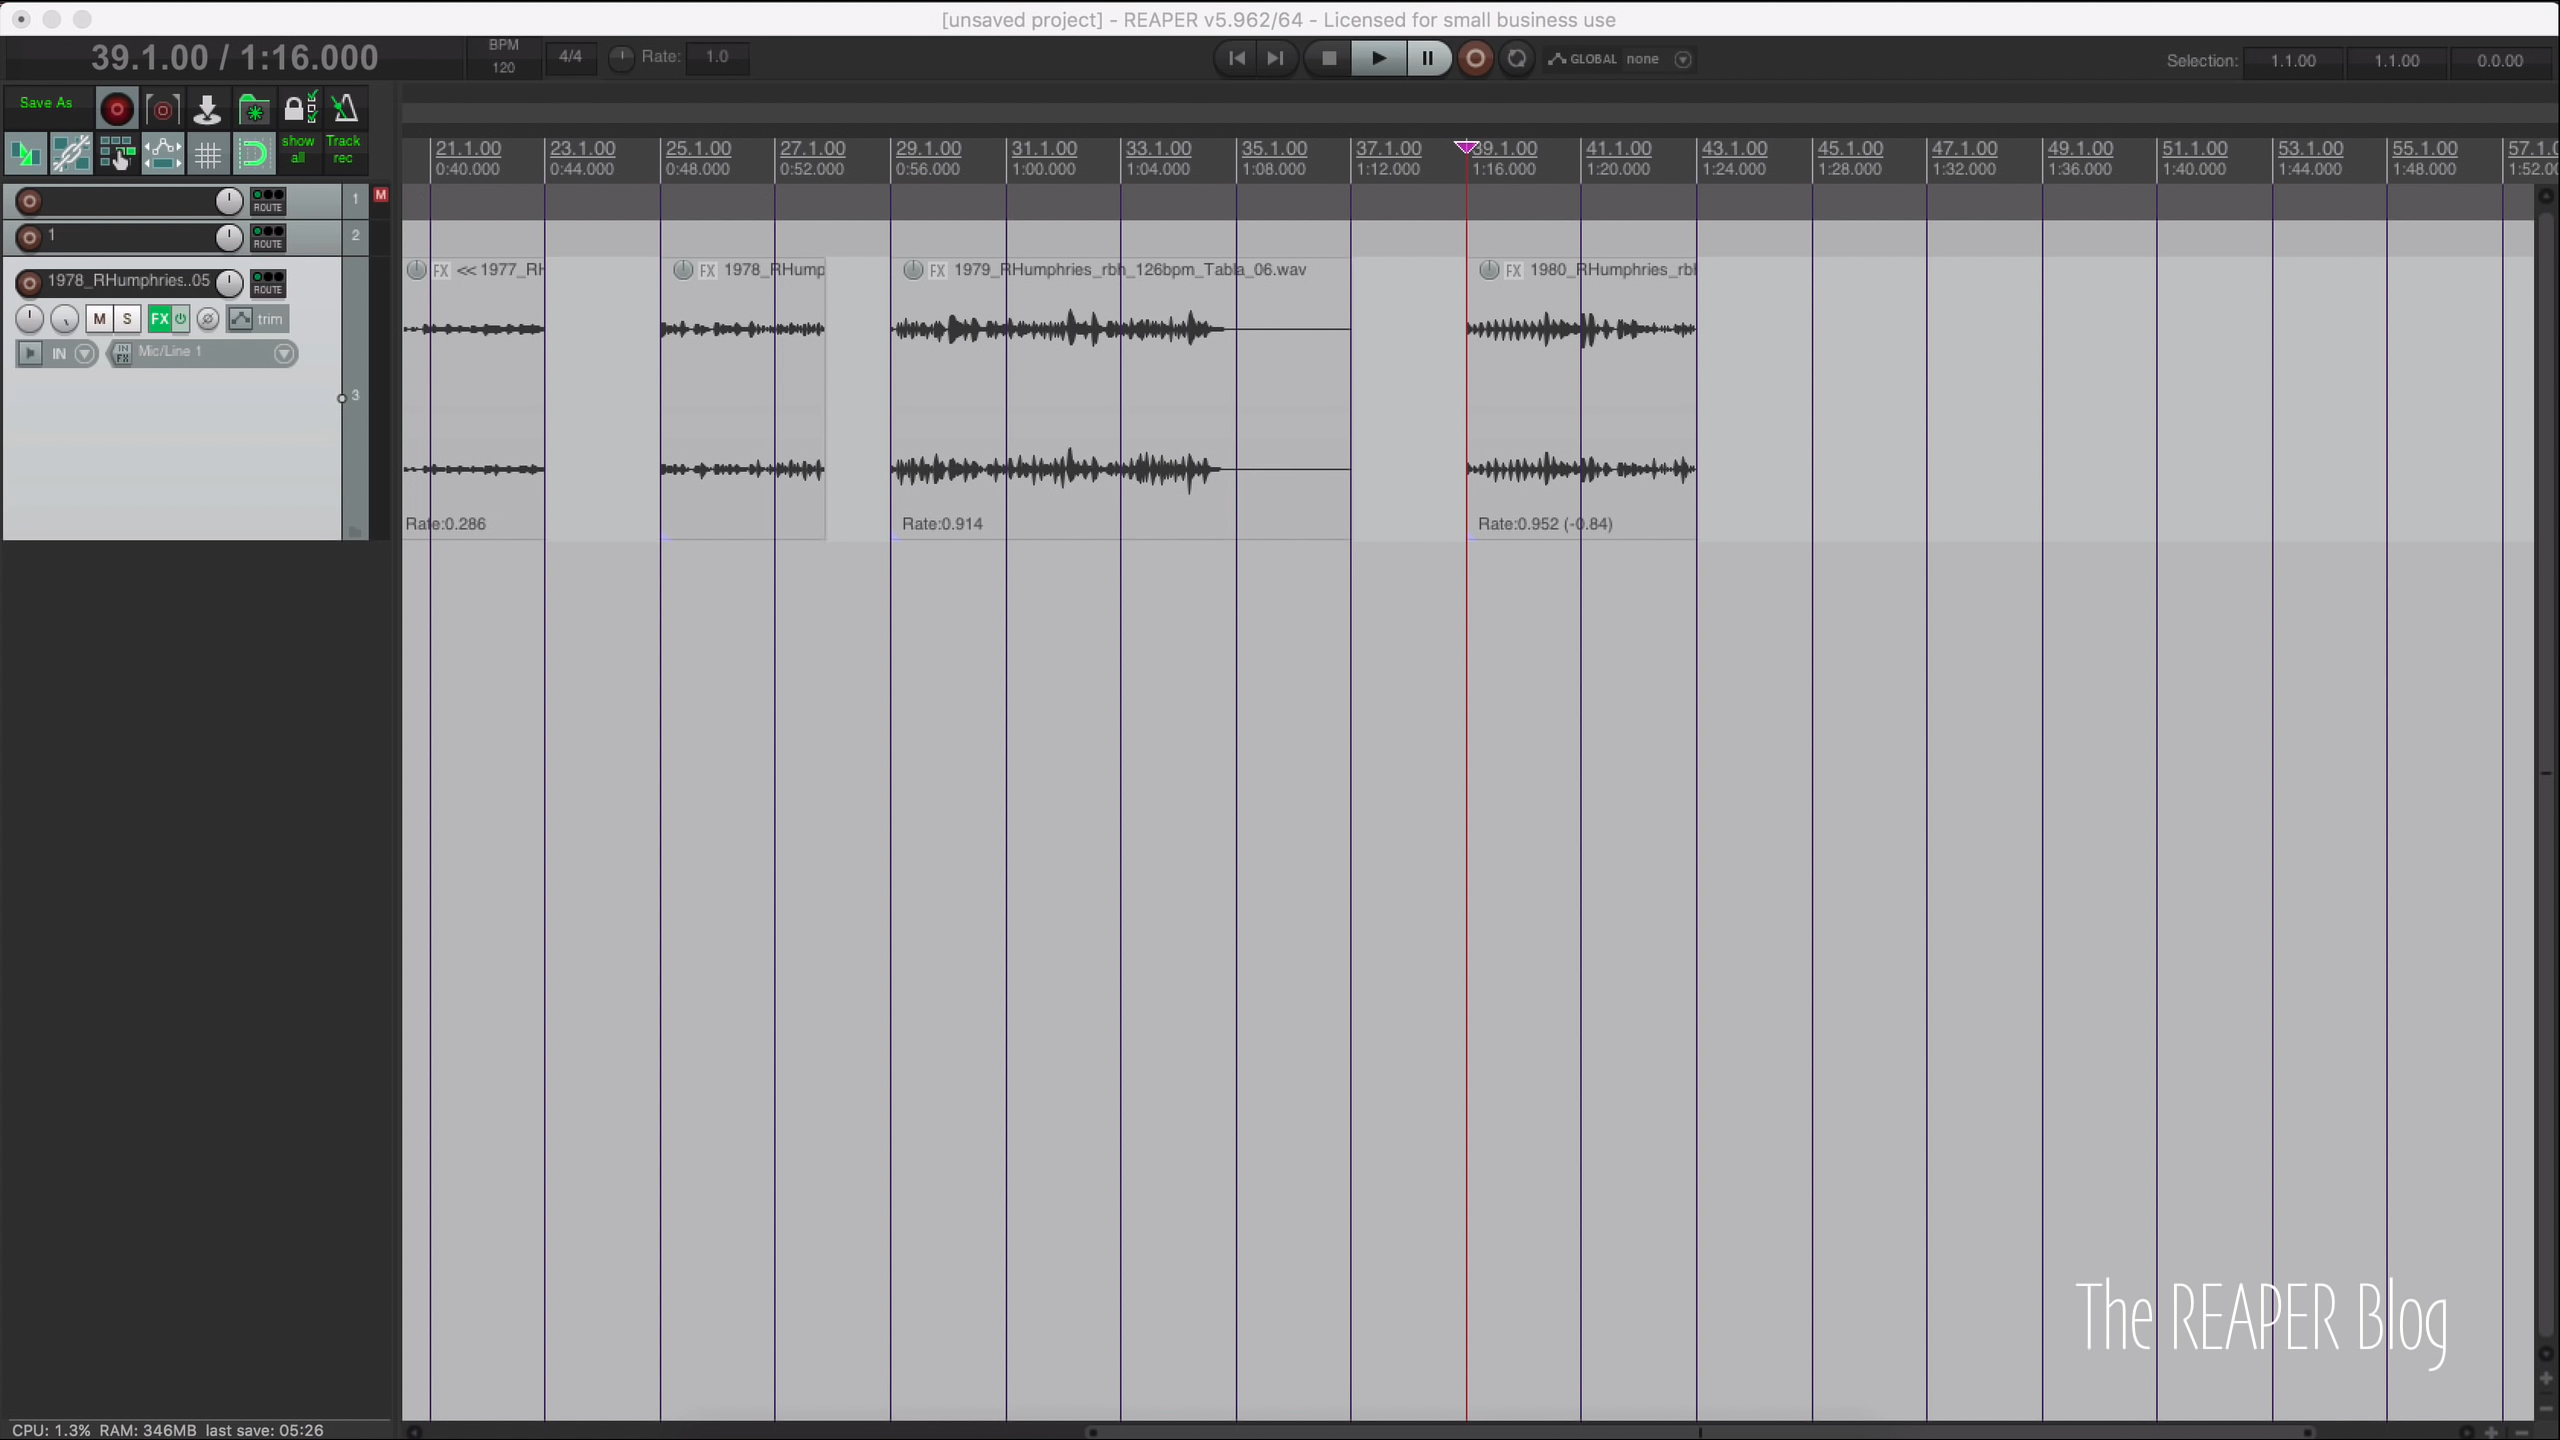 [unsaved project] - REAPER v5.962/64 - Licensed for small business use
39.1.00 / 1:16.000
BPM
120
4/4
Rate: 1.0
GLOBAL none
Selection: 1.1.00 1.1.00 0.0.00
Save As
show all
Track rec
21.1.00 23.1.00 25.1.00 27.1.00 29.1.00 31.1.00 33.1.00 35.1.00 37.1.00 39.1.00 41.1.00 43.1.00 45.1.00 47.1.00 49.1.00 51.1.00 53.1.00 55.1.00 57.1.0
0:40.000 0:44.000 0:48.000 0:52.000 0:56.000 1:00.000 1:04.000 1:08.000 1:12.000 1:16.000 1:20.000 1:24.000 1:28.000 1:32.000 1:36.000 1:40.000 1:44.000 1:48.000 1:52.0
ROUTE 1 M
1 ROUTE 2
1978_RHumphries..05 ROUTE
M S FX trim
IN IN FX Mic/Line 1
3
FX << 1977_RH
FX 1978_RHump
FX 1979_RHumphries_rbh_126bpm_Tabla_06.wav
FX 1980_RHumphries_rbh
Rate:0.286
Rate:0.914
Rate:0.952 (-0.84)
The REAPER Blog
CPU: 1.3% RAM: 346MB last save: 05:26